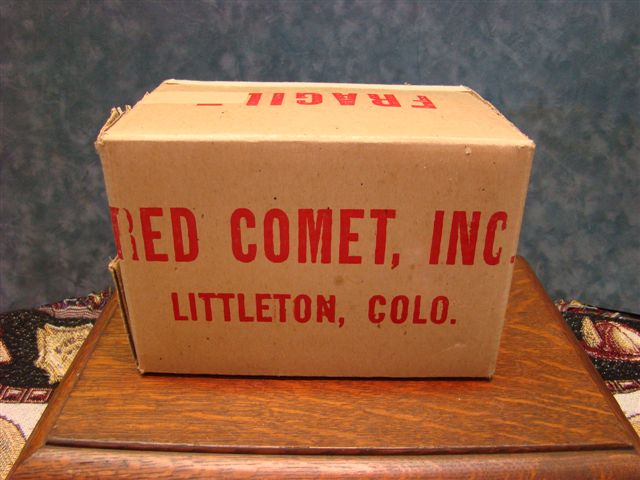 FRAGIL
RED COMET, INC.
LITTLETON, COLO.